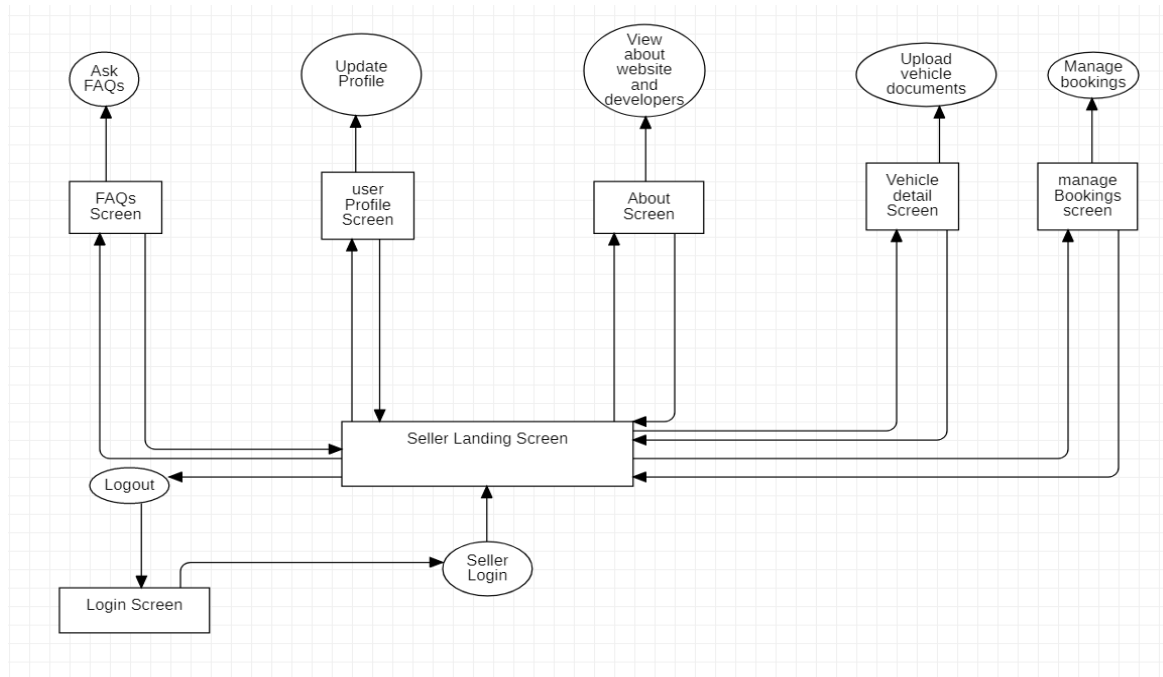 Ask
FAQs
Update
Profile
View
about
website
and
developers
Upload
vehicle
documents
Manage
bookings
FAQs
Screen
user
Profile
Screen
About
Screen
Vehicle
detail
Screen
manage
Bookings
screen
Seller Landing Screen
Logout
Seller
Login
Login Screen